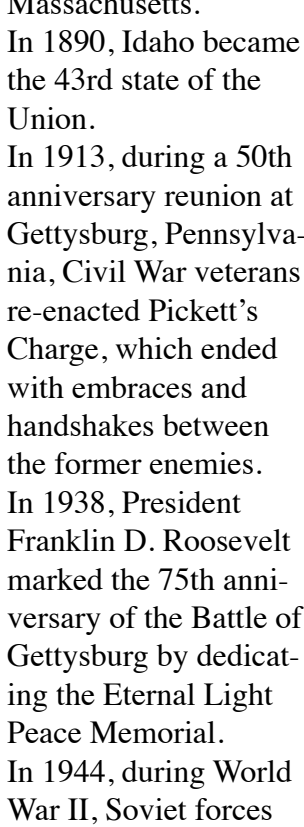 Massachusetts.
In 1890, Idaho became
the 43rd state of the
Union.
In 1913, during a 50th
anniversary reunion at
Gettysburg, Pennsylva-
nia, Civil War veterans
re-enacted Pickett’s
Charge, which ended
with embraces and
handshakes between
the former enemies.
In 1938, President
Franklin D. Roosevelt
marked the 75th anni-
versary of the Battle of
Gettysburg by dedicat-
ing the Eternal Light
Peace Memorial.
In 1944, during World
War II, Soviet forces